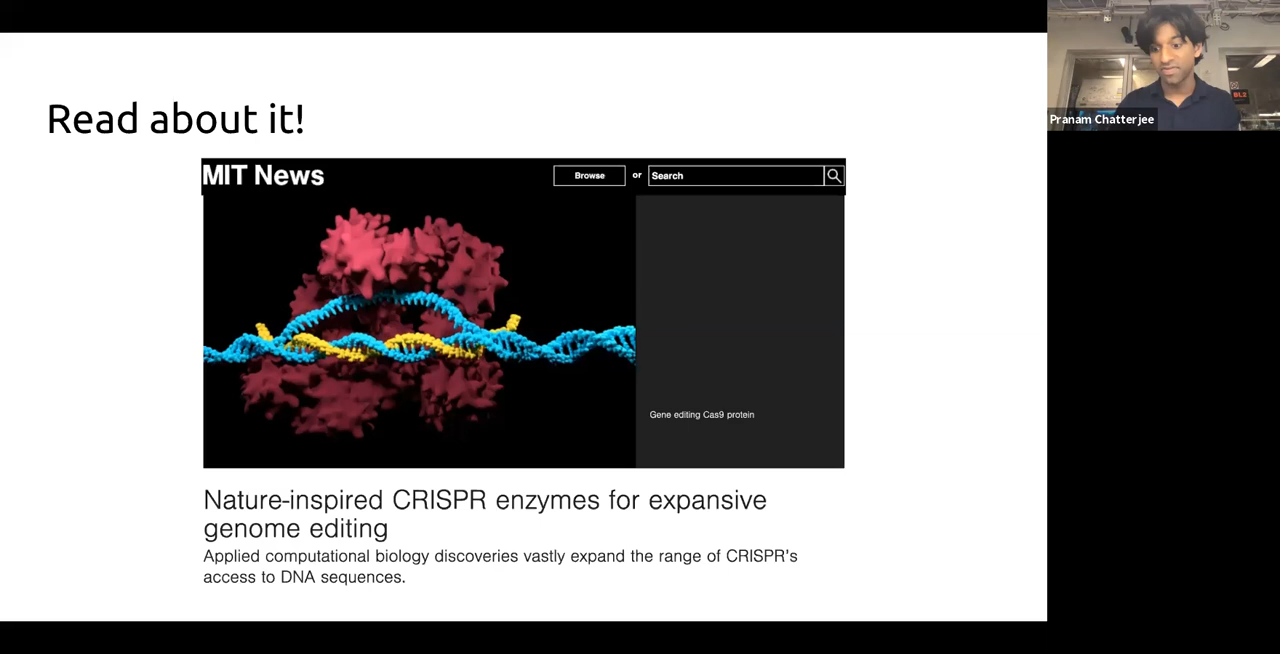 Read about it!
MIT News
Browse or Search
Gene editing Cas9 protein
Nature-inspired CRISPR enzymes for expansive
genome editing
Applied computational biology discoveries vastly expand the range of CRISPR's
access to DNA sequences.
BL2
Pranam Chatterjee